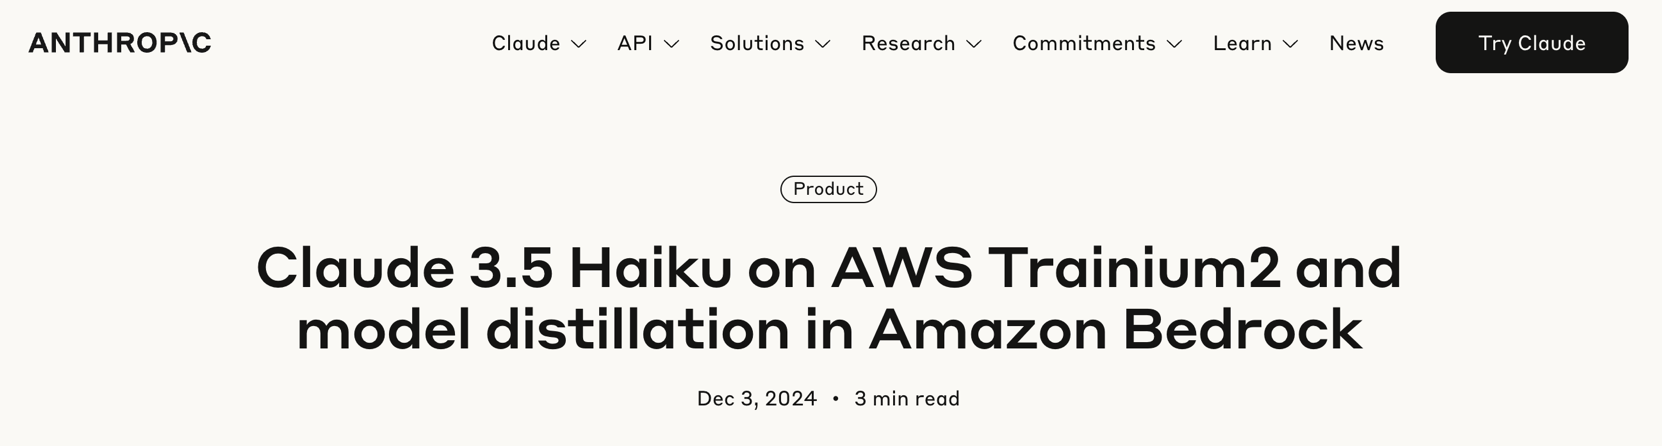 ANTHROP\C
Claude API Solutions Research Commitments Learn News Try Claude
Product
Claude 3.5 Haiku on AWS Trainium2 and
model distillation in Amazon Bedrock
Dec 3, 2024 • 3 min read